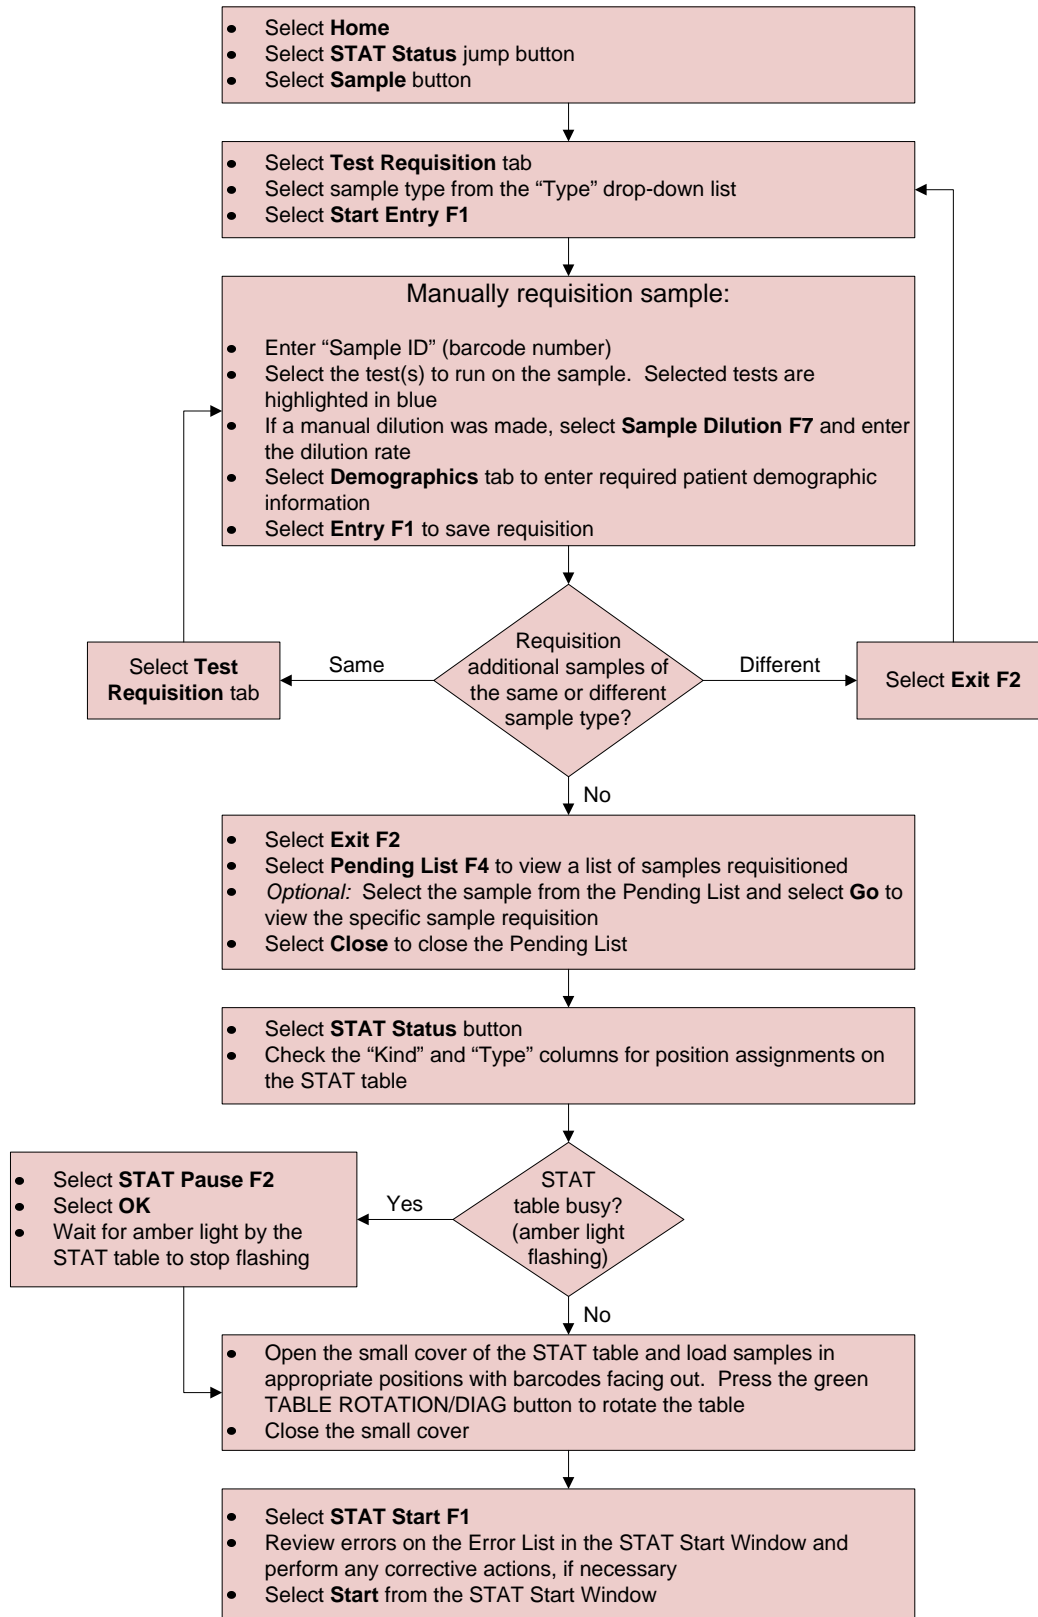 • Select Home
• Select STAT Status jump button
• Select Sample button
• Select Test Requisition tab
• Select sample type from the “Type” drop-down list
• Select Start Entry F1
Manually requisition sample:
• Enter “Sample ID” (barcode number)
• Select the test(s) to run on the sample. Selected tests are
highlighted in blue
• If a manual dilution was made, select Sample Dilution F7 and enter
the dilution rate
• Select Demographics tab to enter required patient demographic
information
• Select Entry F1 to save requisition
Requisition
additional samples of
the same or different
sample type?
Same
Select Test
Requisition tab
Different
Select Exit F2
No
• Select Exit F2
• Select Pending List F4 to view a list of samples requisitioned
• Optional: Select the sample from the Pending List and select Go to
view the specific sample requisition
• Select Close to close the Pending List
• Select STAT Status button
• Check the “Kind” and “Type” columns for position assignments on
the STAT table
STAT
table busy?
(amber light
flashing)
Yes
• Select STAT Pause F2
• Select OK
• Wait for amber light by the
STAT table to stop flashing
No
• Open the small cover of the STAT table and load samples in
appropriate positions with barcodes facing out. Press the green
TABLE ROTATION/DIAG button to rotate the table
• Close the small cover
• Select STAT Start F1
• Review errors on the Error List in the STAT Start Window and
perform any corrective actions, if necessary
• Select Start from the STAT Start Window